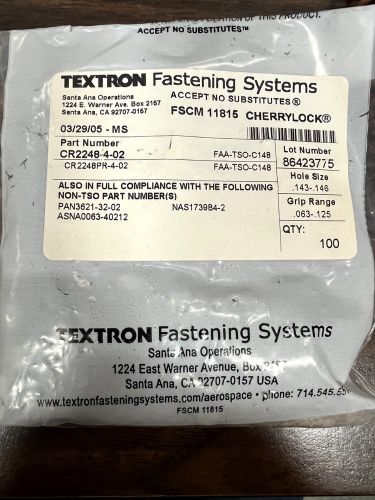 OF THIS PRODUCT.
ACCEPT NO SUBSTITUTES™
TEXTRON Fastening Systems
Santa Ana Operations
1224 E. Warner Ave. Box 2157
Santa Ana, CA 92707-0157
ACCEPT NO SUBSTITUTES®
FSCM 11815 CHERRYLOCK®
03/29/05 - MS
Part Number
CR2248-4-02 FAA-TSO-C148
CR2248PR-4-02 FAA-TSO-C148
Lot Number
86423775
Hole Size
.143-.146
Grip Range
.063-.125
QTY:
100
ALSO IN FULL COMPLIANCE WITH THE FOLLOWING
NON-TSO PART NUMBER(S)
PAN3621-32-02 NAS1739B4-2
ASNA0063-40212
TEXTRON Fastening Systems
Santa Ana Operations
1224 East Warner Avenue, Box 2157
Santa Ana, CA 92707-0157 USA
www.textronfasteningsystems.com/aerospace • phone: 714.545.55
FSCM 11815